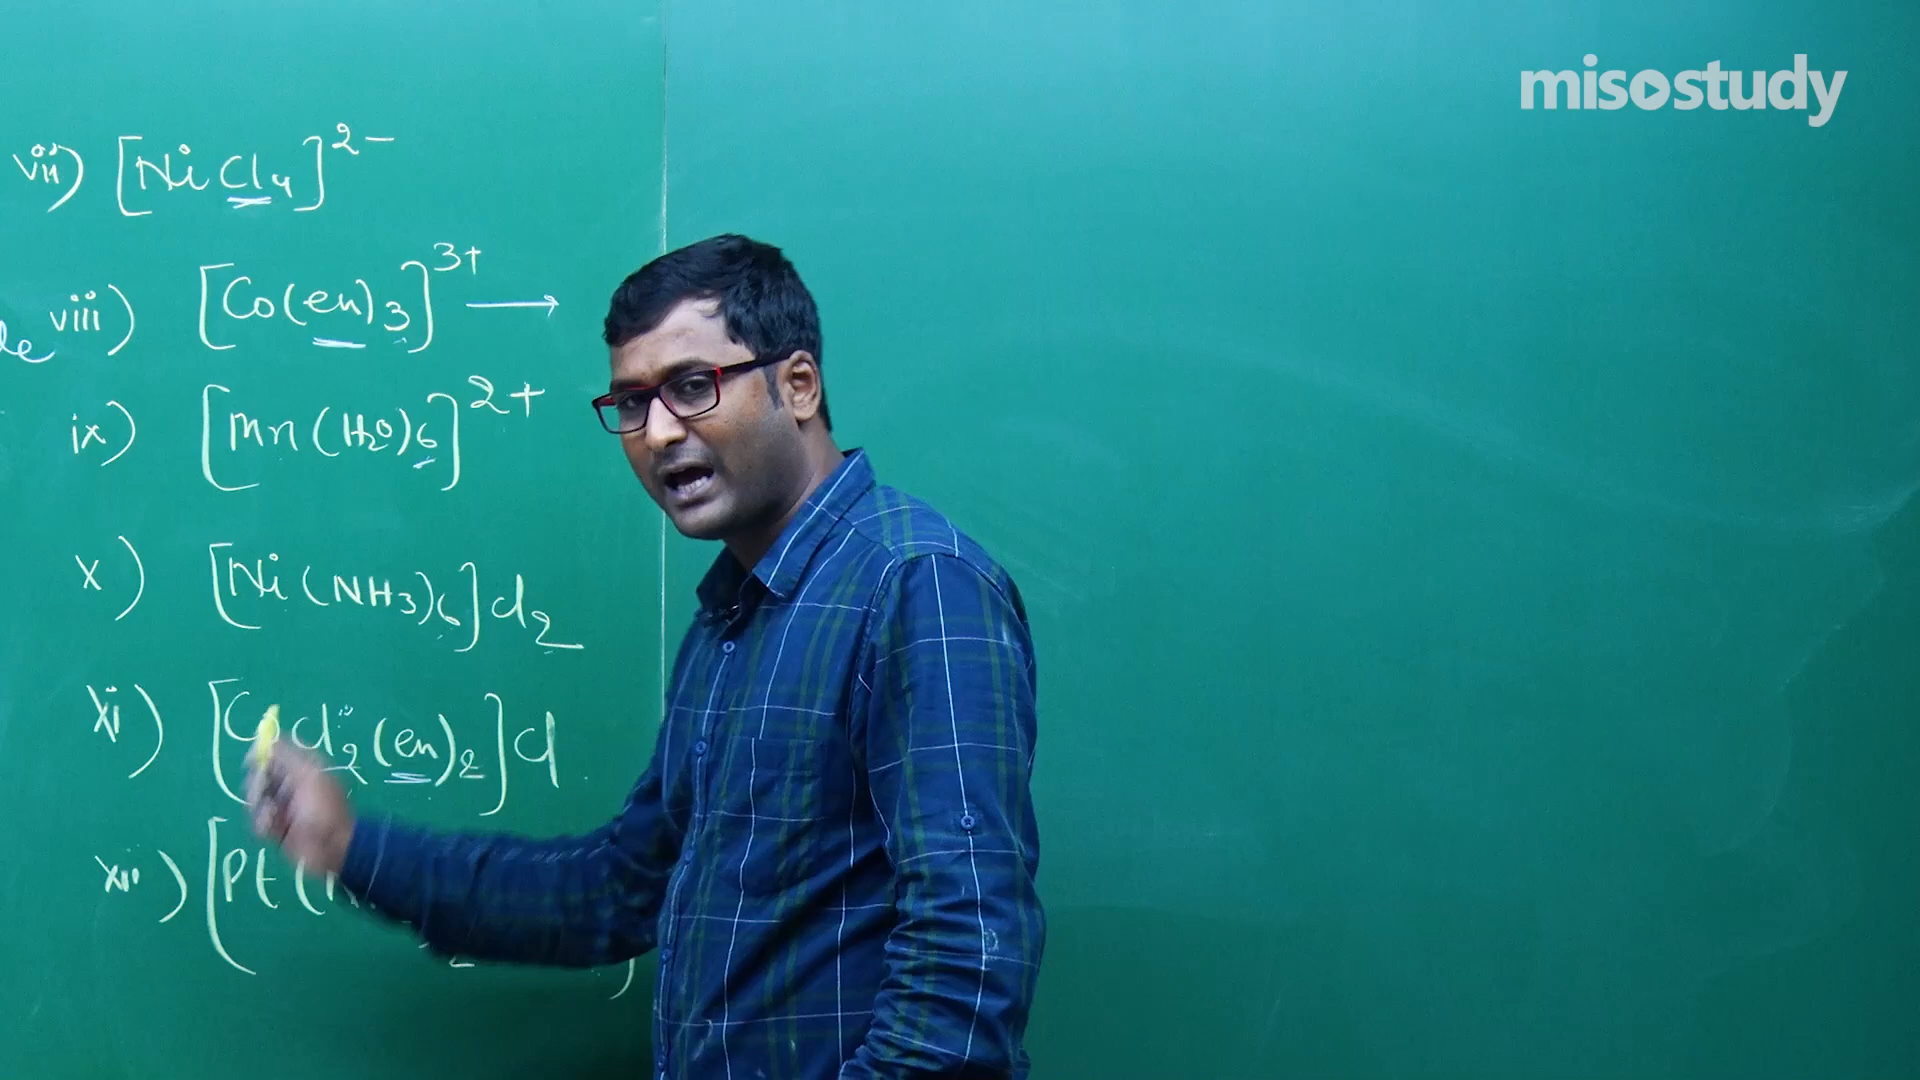 misostudy
vii) [NiCl₄]²⁻
viii) [Co(en)₃]³⁺ →
ix) [Mn(H₂O)₆]²⁺
x) [Ni(NH₃)₆]Cl₂
xi) [CoCl₂(en)₂]Cl
xii) [Pt(